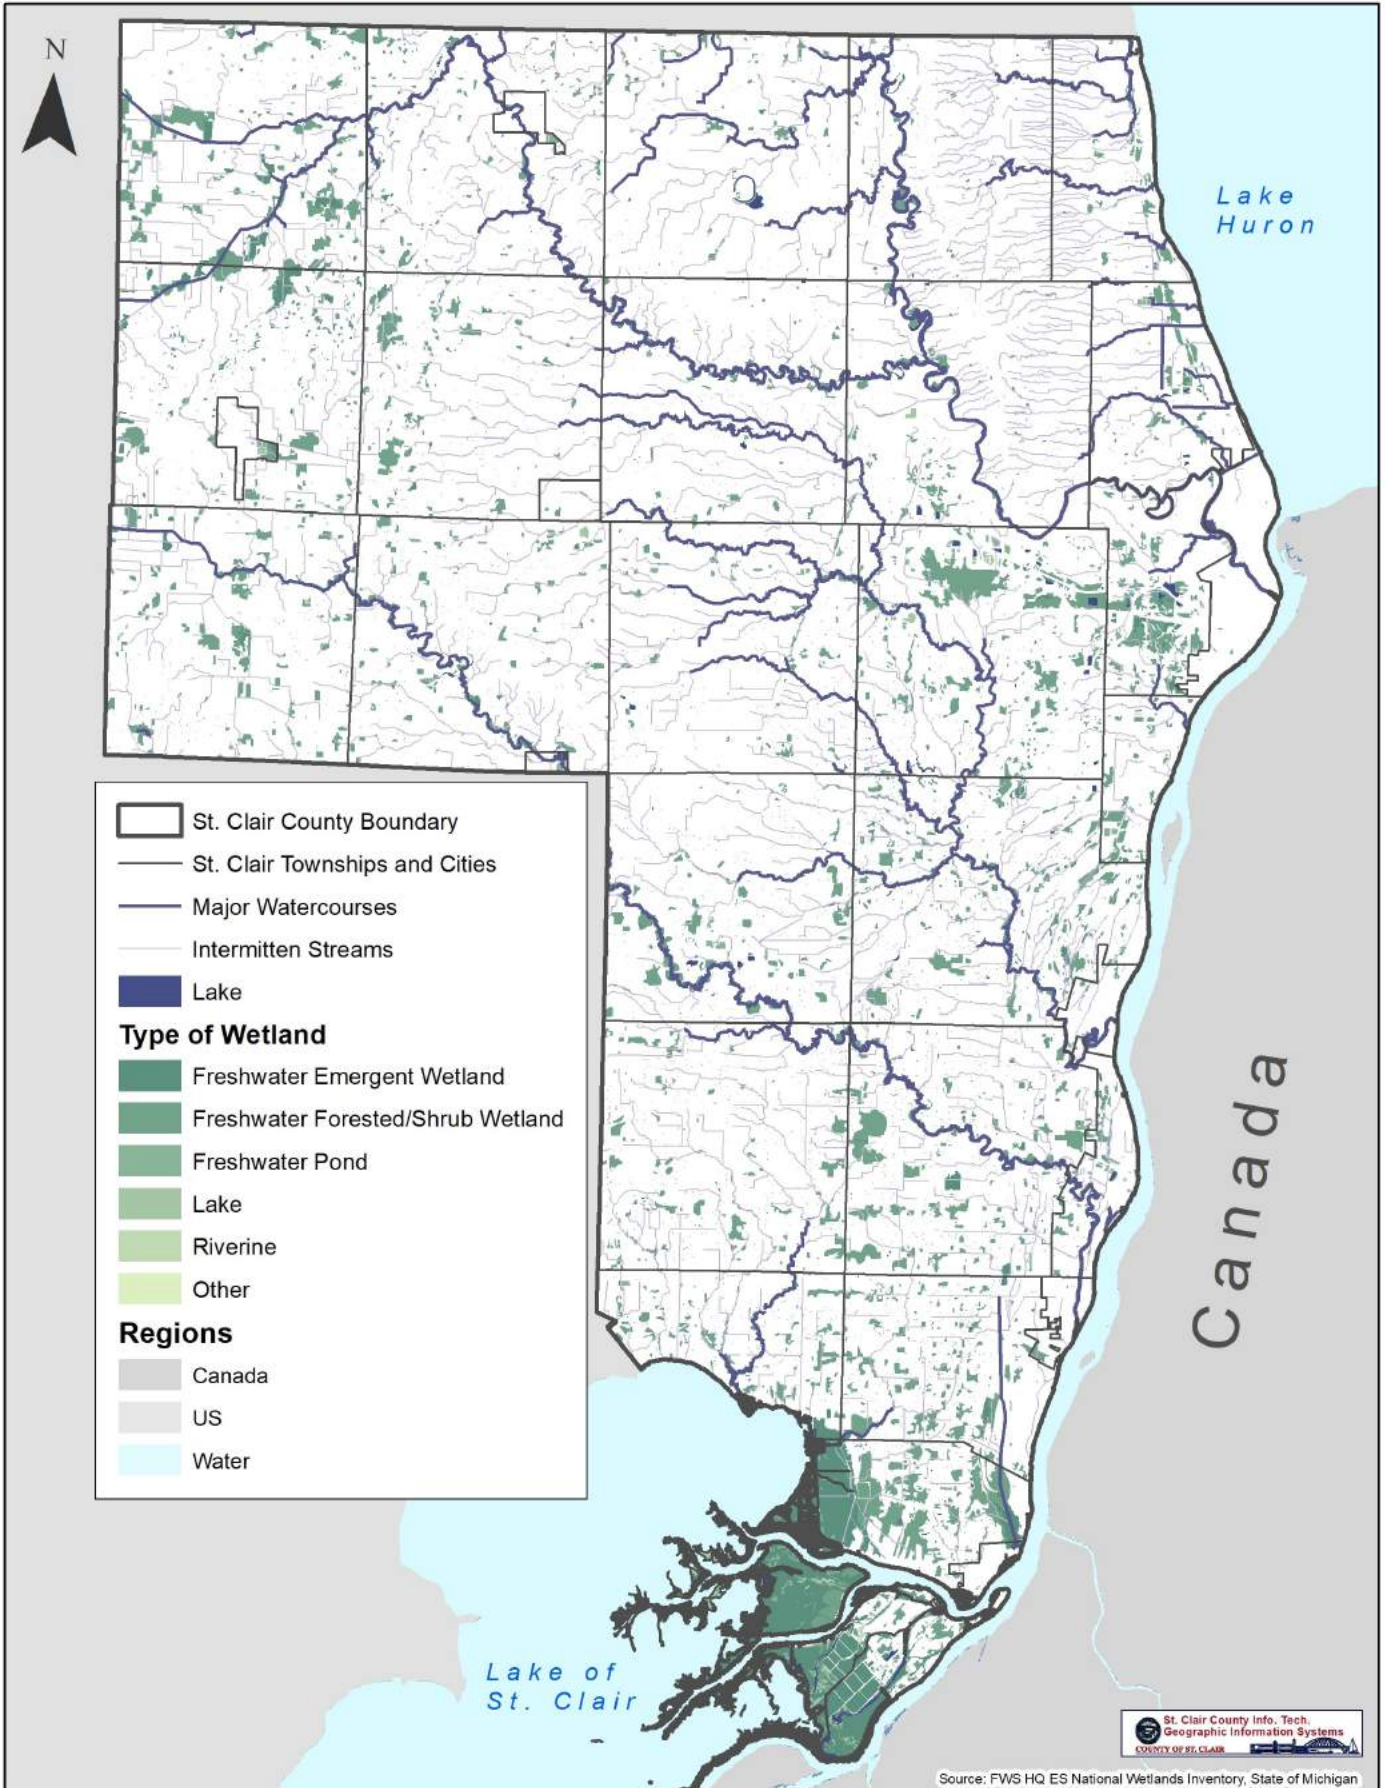 N
Lake
Huron
St. Clair County Boundary
St. Clair Townships and Cities
Major Watercourses
Intermitten Streams
Lake
Type of Wetland
Freshwater Emergent Wetland
Freshwater Forested/Shrub Wetland
Freshwater Pond
Lake
Riverine
Other
Regions
Canada
US
Water
Canada
Lake of
St. Clair
St. Clair County Info. Tech.
Geographic Information Systems
COUNTY OF ST. CLAIR
Source: FWS HQ ES National Wetlands Inventory, State of Michigan